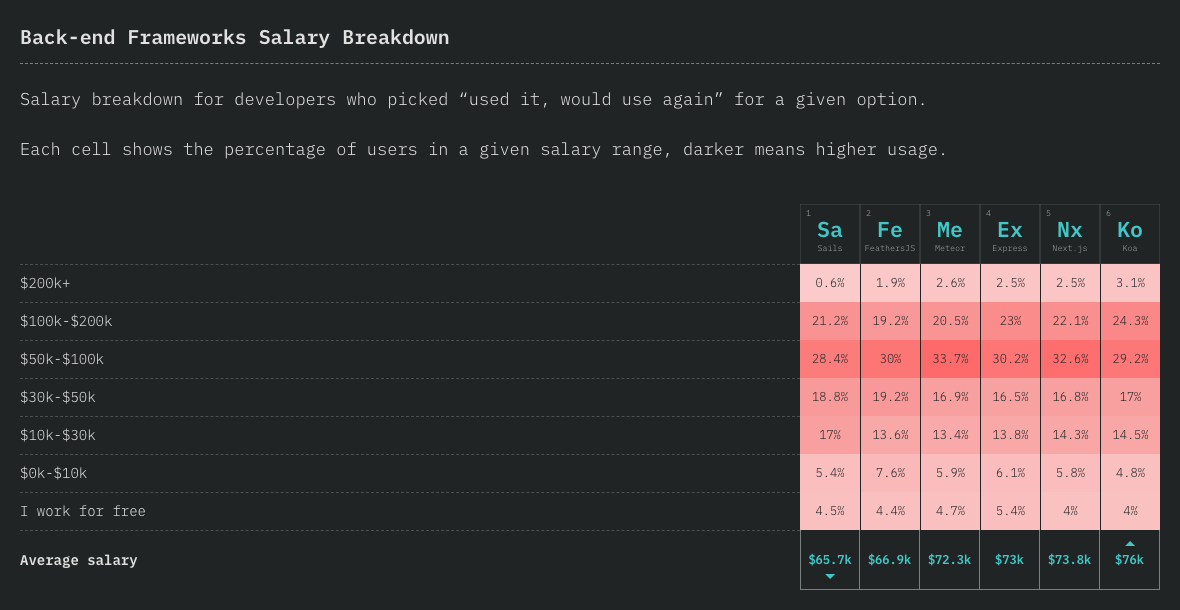 Back-end Frameworks Salary Breakdown
Salary breakdown for developers who picked “used it, would use again” for a given option.
Each cell shows the percentage of users in a given salary range, darker means higher usage.
1 2 3 4 5 6
Sa Fe Me Ex Nx Ko
Sails FeathersJS Meteor Express Next.js Koa
$200k+ 0.6% 1.9% 2.6% 2.5% 2.5% 3.1%
$100k-$200k 21.2% 19.2% 20.5% 23% 22.1% 24.3%
$50k-$100k 28.4% 30% 33.7% 30.2% 32.6% 29.2%
$30k-$50k 18.8% 19.2% 16.9% 16.5% 16.8% 17%
$10k-$30k 17% 13.6% 13.4% 13.8% 14.3% 14.5%
$0k-$10k 5.4% 7.6% 5.9% 6.1% 5.8% 4.8%
I work for free 4.5% 4.4% 4.7% 5.4% 4% 4%
Average salary $65.7k $66.9k $72.3k $73k $73.8k $76k